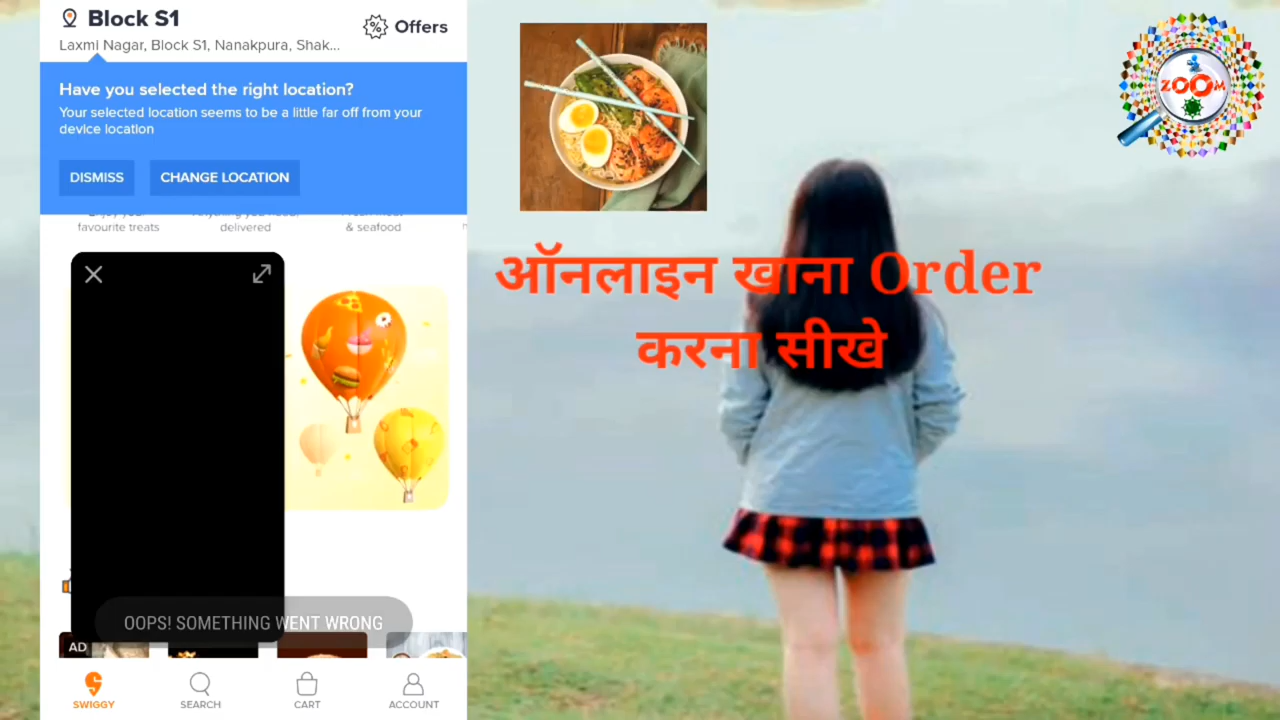 Block S1
Offers
Laxmi Nagar, Block S1, Nanakpura, Shak...
Have you selected the right location?
Your selected location seems to be a little far off from your
device location
DISMISS
CHANGE LOCATION
favourite treats
delivered
& seafood
OOPS! SOMETHING WENT WRONG
AD
SWIGGY
SEARCH
CART
ACCOUNT
ऑनलाइन खाना Order
करना सीखे
ZOOM